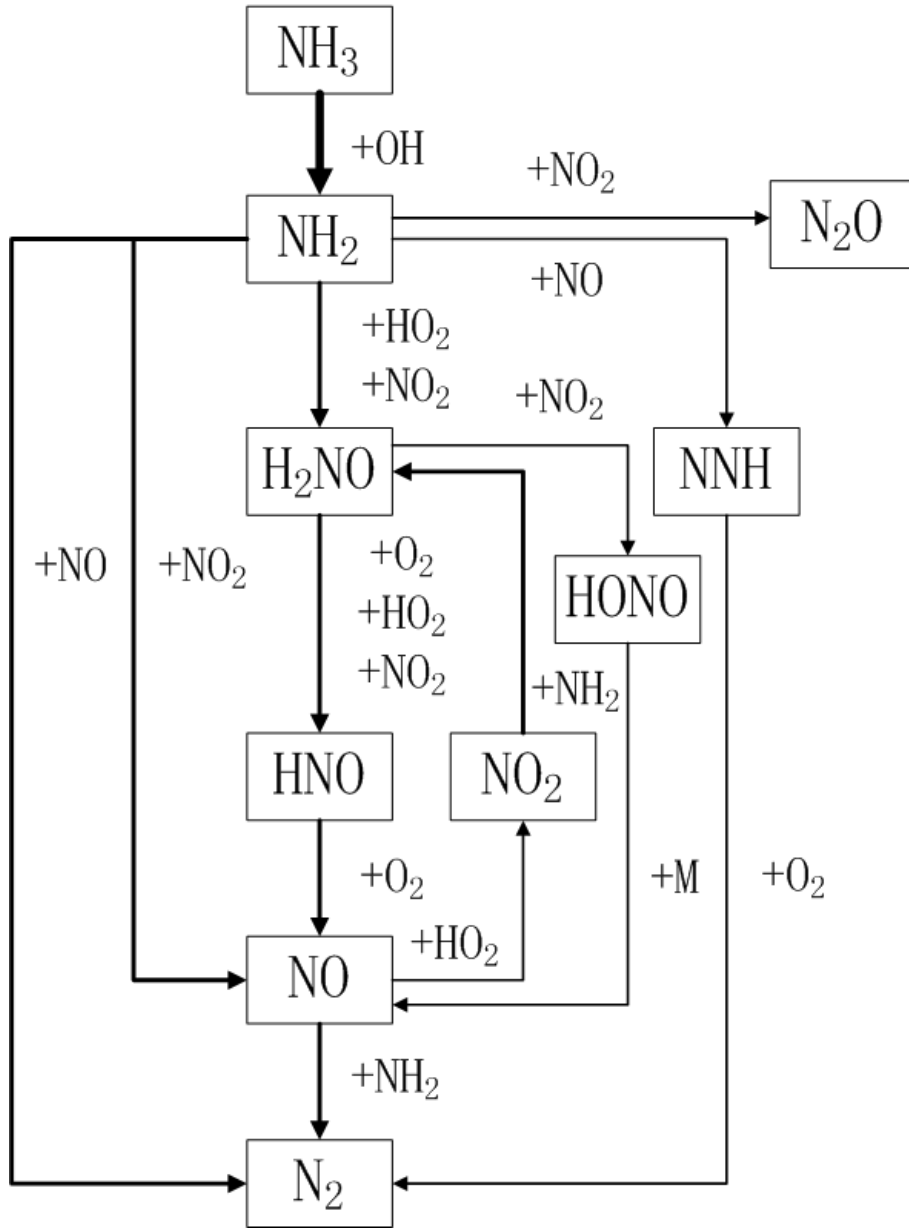 NH₃
+OH
+NO₂
NH₂
N₂O
+NO
+HO₂
+NO₂
+NO₂
H₂NO
NNH
+NO
+NO₂
+O₂
+HO₂
+NO₂
HONO
+NH₂
HNO
NO₂
+O₂
+M
+O₂
+HO₂
NO
+NH₂
N₂